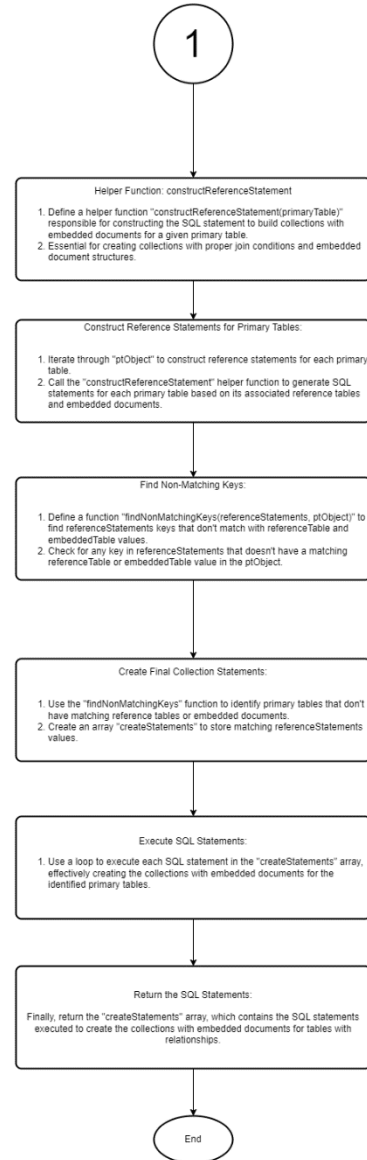 1
Helper Function: constructReferenceStatement
1. Define a helper function "constructReferenceStatement(primaryTable)"
responsible for constructing the SQL statement to build collections with
embedded documents for a given primary table.
2. Essential for creating collections with proper join conditions and embedded
document structures.
Construct Reference Statements for Primary Tables:
1. Iterate through "ptObject" to construct reference statements for each primary
table.
2. Call the "constructReferenceStatement" helper function to generate SQL
statements for each primary table based on its associated reference tables
and embedded documents.
Find Non-Matching Keys:
1. Define a function "findNonMatchingKeys(referenceStatements, ptObject)" to
find referenceStatements keys that don't match with referenceTable and
embeddedTable values.
2. Check for any key in referenceStatements that doesn't have a matching
referenceTable or embeddedTable value in the ptObject.
Create Final Collection Statements:
1. Use the "findNonMatchingKeys" function to identify primary tables that don't
have matching reference tables or embedded documents.
2. Create an array "createStatements" to store matching referenceStatements
values.
Execute SQL Statements:
1. Use a loop to execute each SQL statement in the "createStatements" array,
effectively creating the collections with embedded documents for the
identified primary tables.
Return the SQL Statements:
Finally, return the "createStatements" array, which contains the SQL statements
executed to create the collections with embedded documents for tables with
relationships.
End